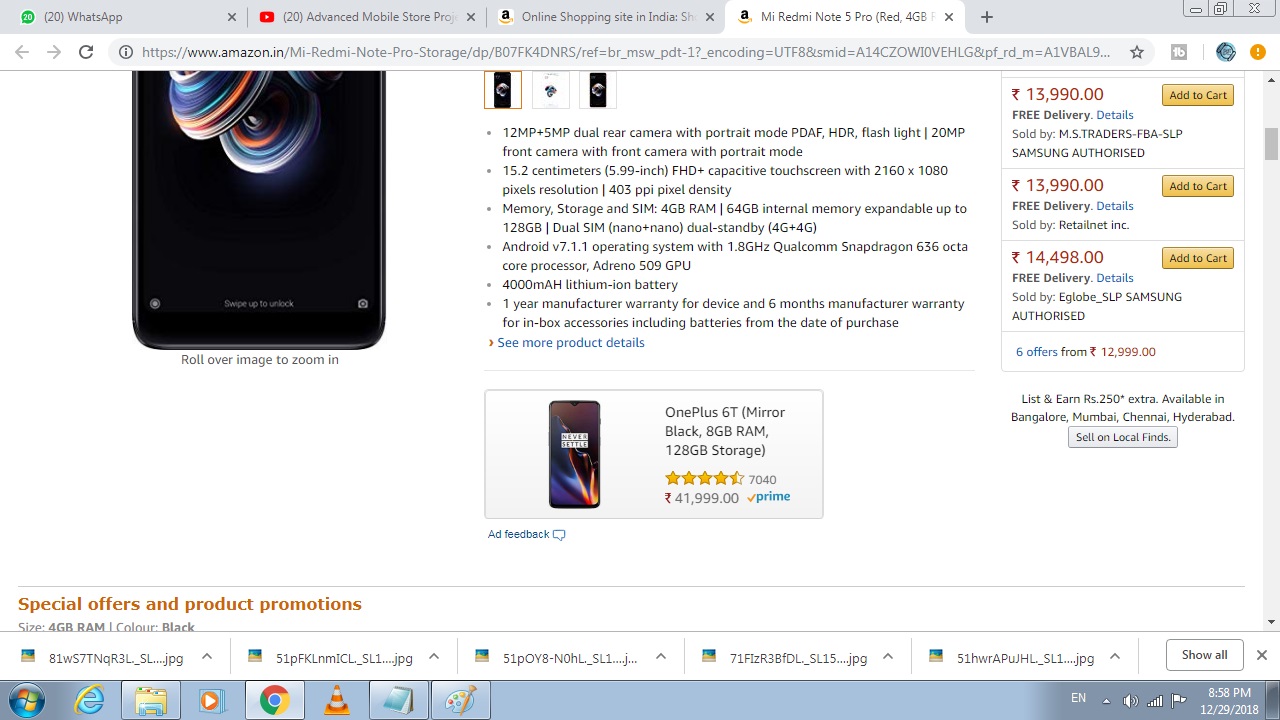 (20) WhatsApp
(20) Advanced Mobile Store Proje
Online Shopping site in India: Sh
Mi Redmi Note 5 Pro (Red, 4GB R
https://www.amazon.in/Mi-Redmi-Note-Pro-Storage/dp/B07FK4DNRS/ref=br_msw_pdt-1?_encoding=UTF8&smid=A14CZOWI0VEHLG&pf_rd_m=A1VBAL9...
Swipe up to unlock
Roll over image to zoom in
12MP+5MP dual rear camera with portrait mode PDAF, HDR, flash light | 20MP
front camera with front camera with portrait mode
15.2 centimeters (5.99-inch) FHD+ capacitive touchscreen with 2160 x 1080
pixels resolution | 403 ppi pixel density
Memory, Storage and SIM: 4GB RAM | 64GB internal memory expandable up to
128GB | Dual SIM (nano+nano) dual-standby (4G+4G)
Android v7.1.1 operating system with 1.8GHz Qualcomm Snapdragon 636 octa
core processor, Adreno 509 GPU
4000mAH lithium-ion battery
1 year manufacturer warranty for device and 6 months manufacturer warranty
for in-box accessories including batteries from the date of purchase
› See more product details
NEVER
SETTLE
OnePlus 6T (Mirror
Black, 8GB RAM,
128GB Storage)
7040
₹ 41,999.00 prime
Ad feedback
₹ 13,990.00 Add to Cart
FREE Delivery. Details
Sold by: M.S.TRADERS-FBA-SLP
SAMSUNG AUTHORISED
₹ 13,990.00 Add to Cart
FREE Delivery. Details
Sold by: Retailnet inc.
₹ 14,498.00 Add to Cart
FREE Delivery. Details
Sold by: Eglobe_SLP SAMSUNG
AUTHORISED
6 offers from ₹ 12,999.00
List & Earn Rs.250* extra. Available in
Bangalore, Mumbai, Chennai, Hyderabad.
Sell on Local Finds.
Special offers and product promotions
Size: 4GB RAM | Colour: Black
81wS7TNqR3L._SL....jpg
51pFKLnmICL._SL1....jpg
51pOY8-N0hL._SL1....j...
71FIzR3BfDL._SL15....jpg
51hwrAPuJHL._SL1....jpg
Show all
EN
8:58 PM
12/29/2018